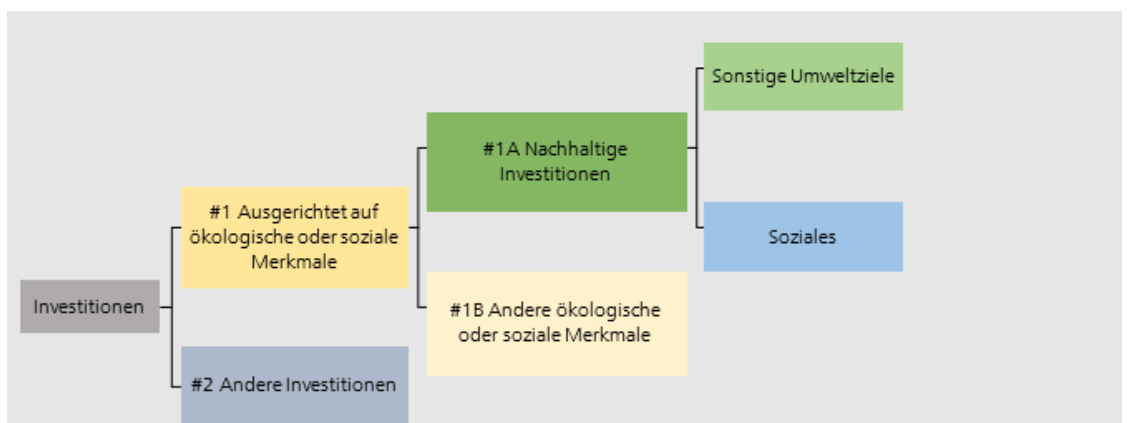 Sonstige Umweltziele
#1A Nachhaltige
Investitionen
#1 Ausgerichtet auf
ökologische oder soziale
Merkmale
Soziales
Investitionen
#1B Andere ökologische
oder soziale Merkmale
#2 Andere Investitionen